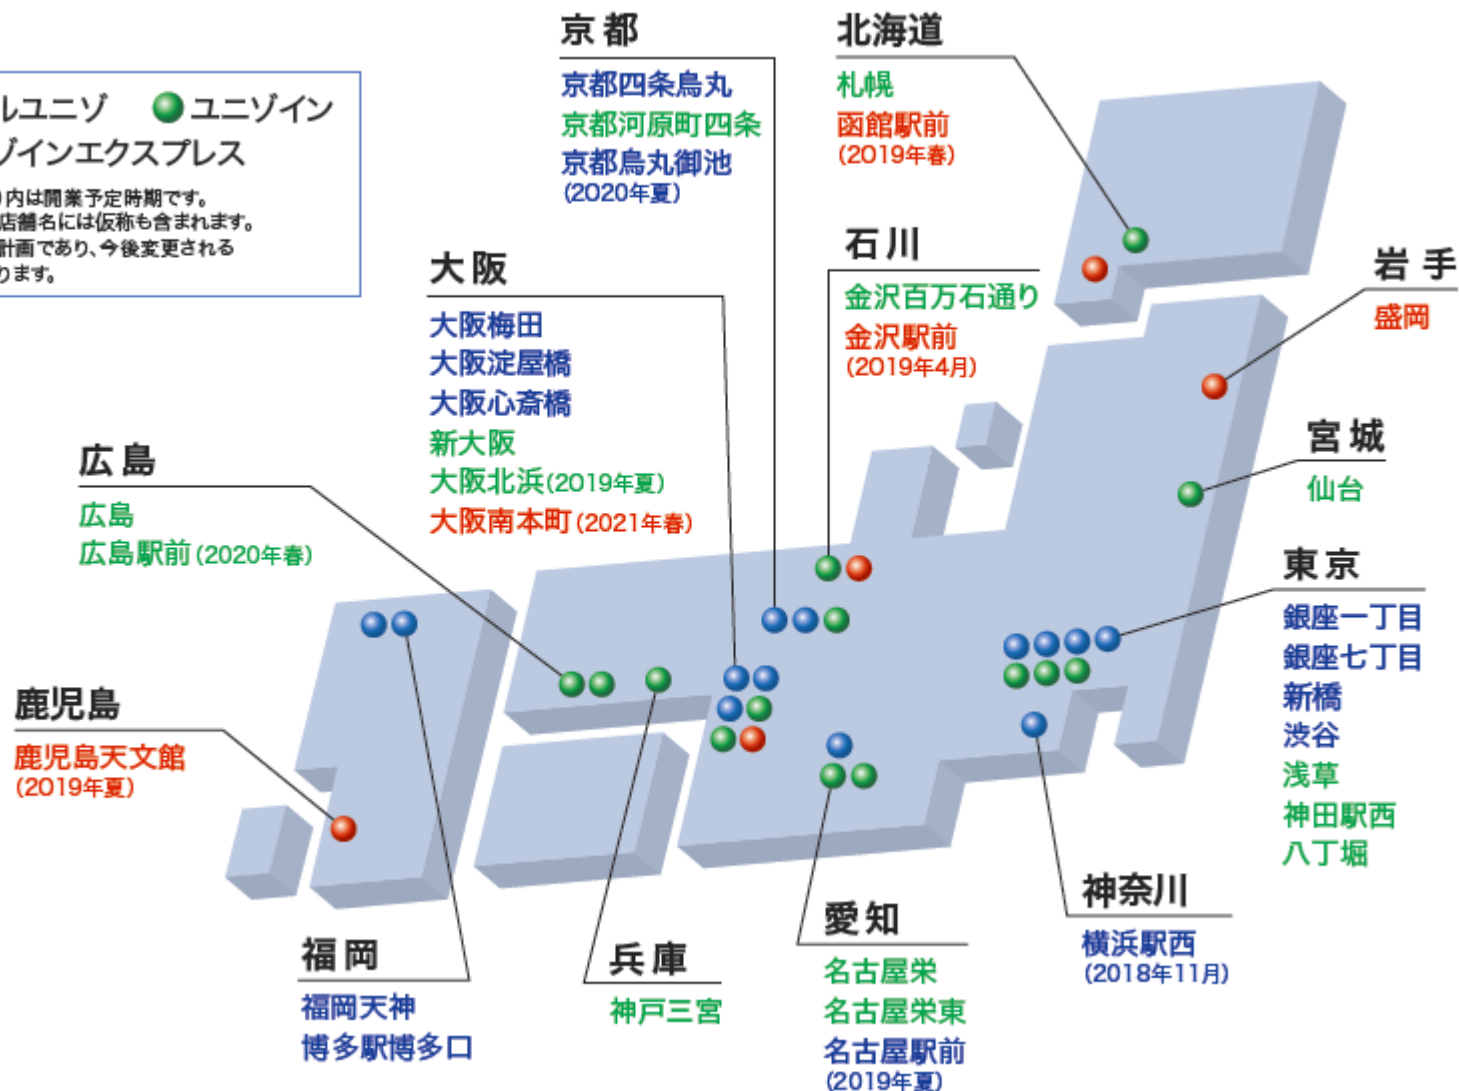 ルユニゾ ユニゾイン
ゾインエクスプレス
)内は開業予定時期です。
店舗名には仮称も含まれます。
計画であり、今後変更される
ります。
京都
京都四条烏丸
京都河原町四条
京都烏丸御池
(2020年夏)
北海道
札幌
函館駅前
(2019年春)
大阪
大阪梅田
大阪淀屋橋
大阪心斎橋
新大阪
大阪北浜(2019年夏)
大阪南本町(2021年春)
石川
金沢百万石通り
金沢駅前
(2019年4月)
岩手
盛岡
宮城
仙台
広島
広島
広島駅前(2020年春)
東京
銀座一丁目
銀座七丁目
新橋
渋谷
浅草
神田駅西
八丁堀
鹿児島
鹿児島天文館
(2019年夏)
福岡
福岡天神
博多駅博多口
兵庫
神戸三宮
愛知
名古屋栄
名古屋栄東
名古屋駅前
(2019年夏)
神奈川
横浜駅西
(2018年11月)